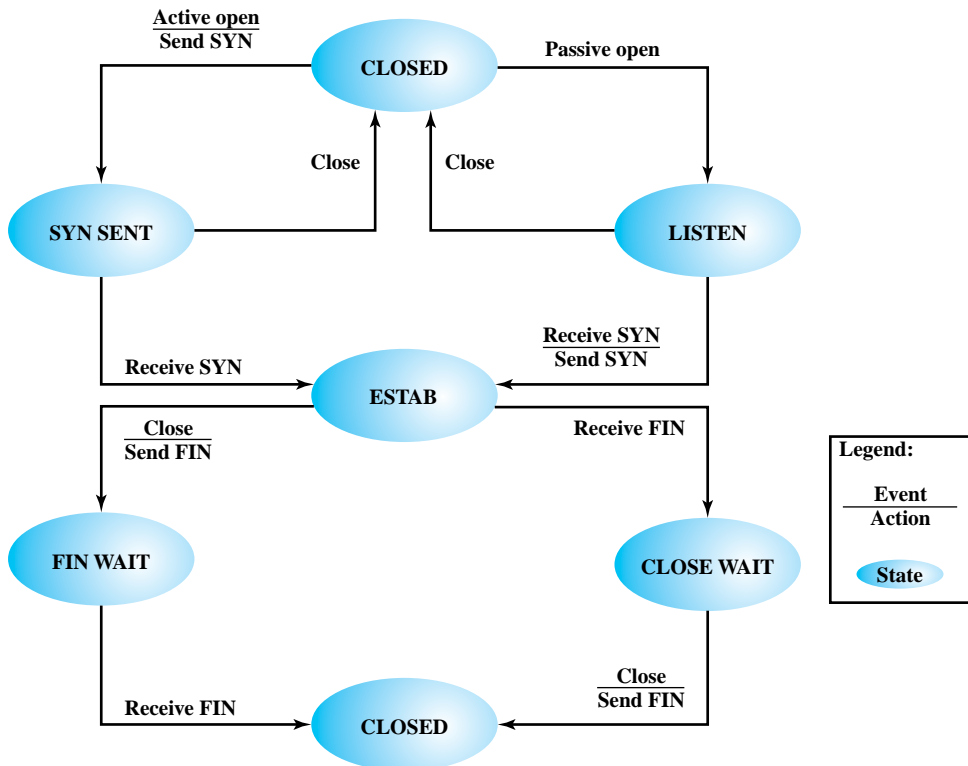 Active open
Send SYN
CLOSED
Passive open
Close
Close
SYN SENT
LISTEN
Receive SYN
Receive SYN
Send SYN
ESTAB
Close
Send FIN
Receive FIN
Legend:
Event
Action
State
FIN WAIT
CLOSE WAIT
Receive FIN
Close
Send FIN
CLOSED